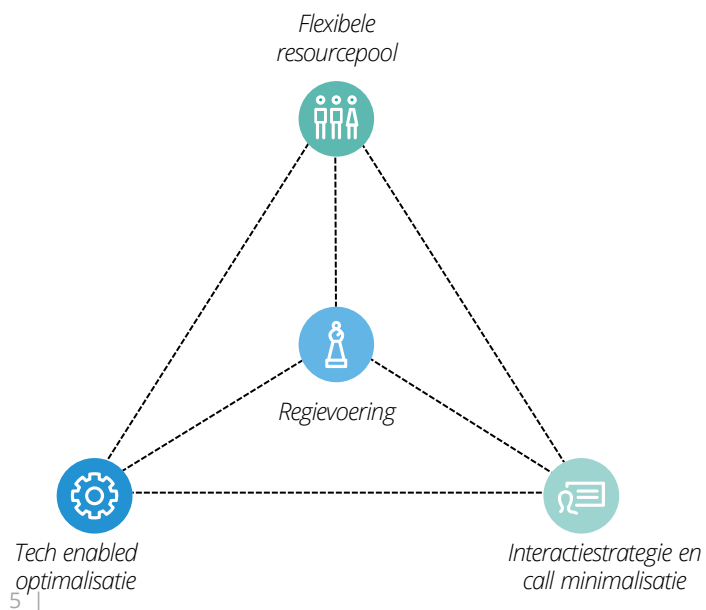 Flexibele
resourcepool
Regievoering
Tech enabled
optimalisatie
Interactiestrategie en
call minimalisatie
5 |